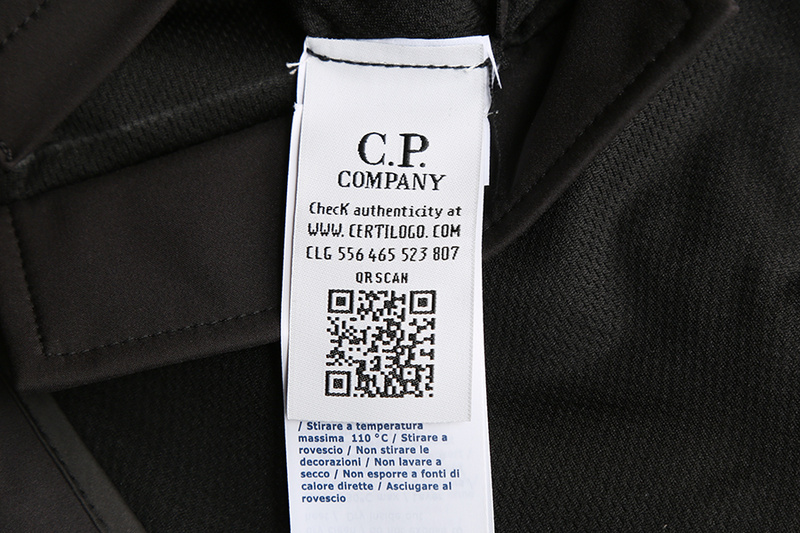 C.P.
COMPANY
ChecK authenticity at
WWW. CERTILOGO. COM
CLG 556 465 523 807
QR SCAN
/ Stirare a temperatura
massima 110 °C / Stirare a
rovescio / Non stirare le
decorazioni / Non lavare a
secco / Non esporre a fonti di
calore dirette / Asciugare al
rovescio